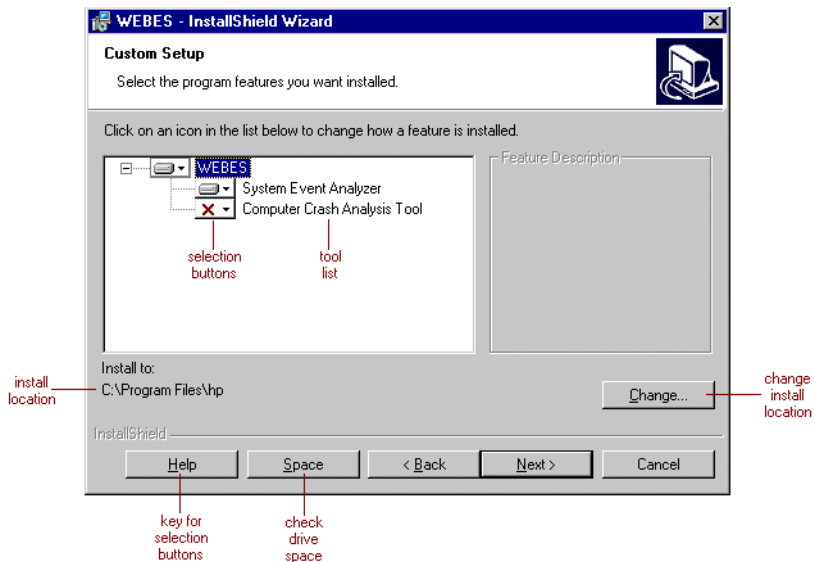 WEBES - InstallShield Wizard
Custom Setup
Select the program features you want installed.
Click on an icon in the list below to change how a feature is installed.
WEBES
System Event Analyzer
Computer Crash Analysis Tool
Feature Description
selection
buttons
tool
list
Install to:
C:\Program Files\hp
install
location
Change...
change
install
location
InstallShield
Help
Space
< Back
Next >
Cancel
key for
selection
buttons
check
drive
space